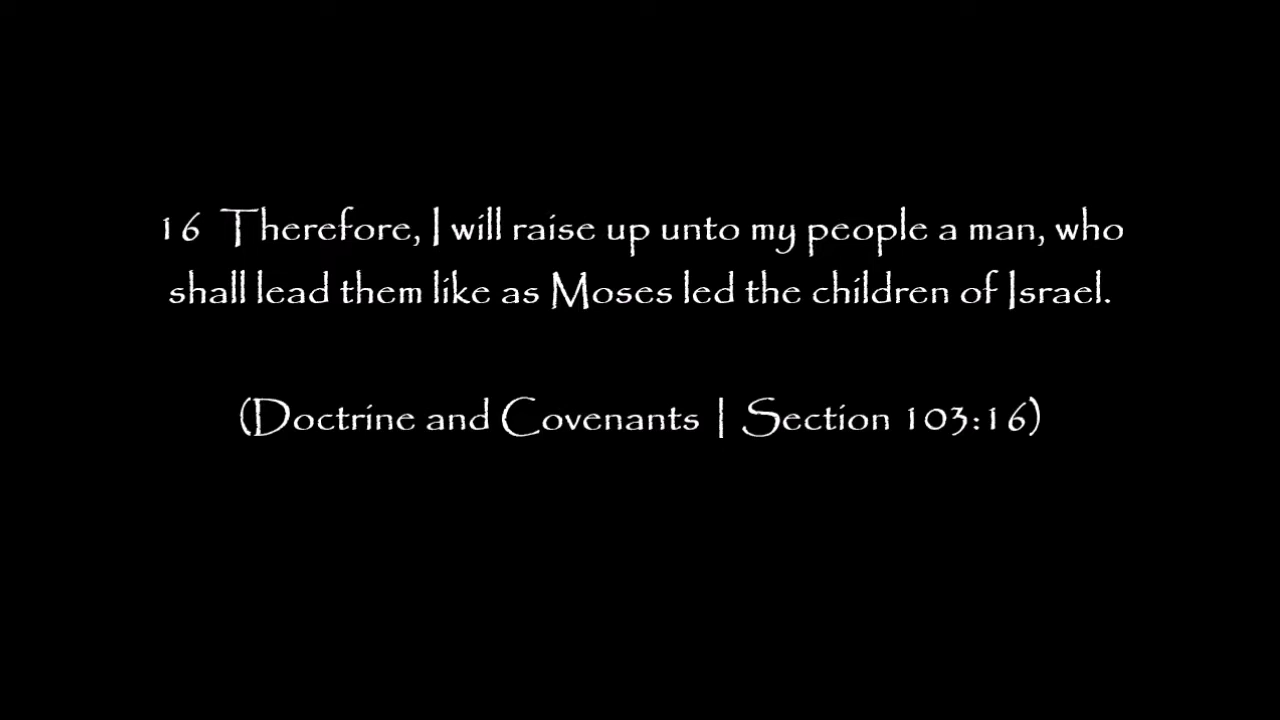 16 Therefore, I will raise up unto my people a man, who
shall lead them like as Moses led the children of Israel.
(Doctrine and Covenants | Section 103:16)